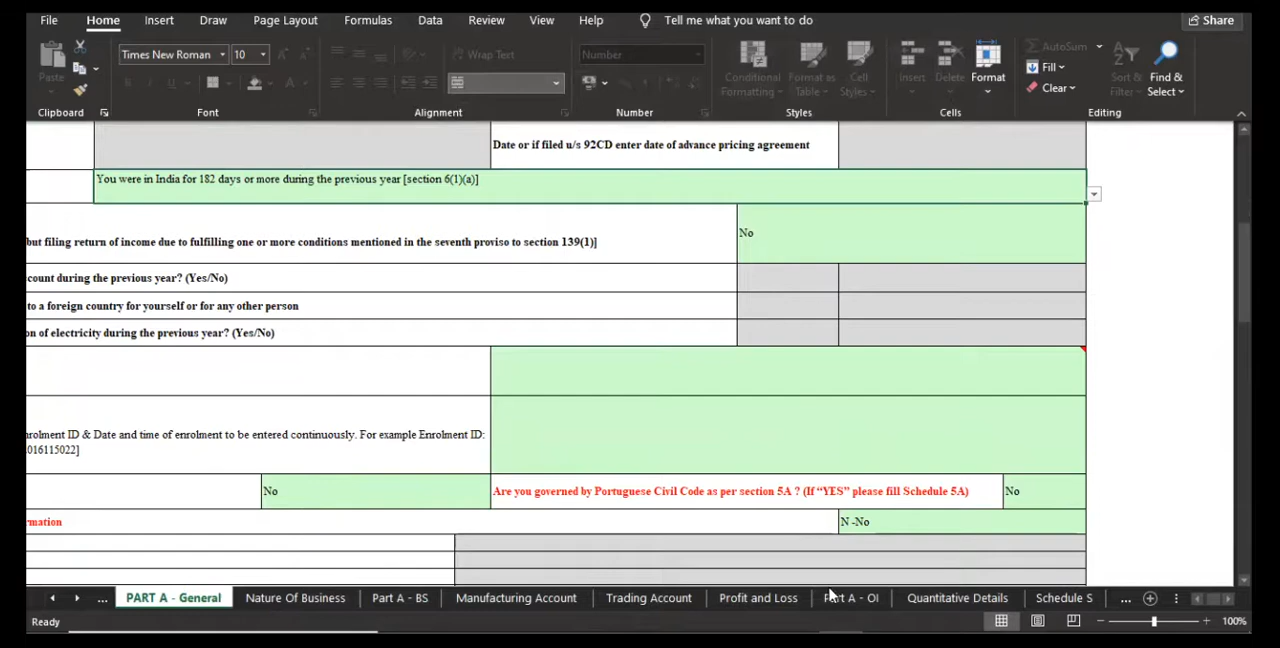 File Home Insert Draw Page Layout Formulas Data Review View Help Tell me what you want to do Share
Times New Roman 10 Wrap Text Number AutoSum
Paste Conditional Formatting Format as Table Cell Styles Insert Delete Format Fill Clear Sort & Filter Find & Select
Clipboard Font Alignment Number Styles Cells Editing
Date or if filed u/s 92CD enter date of advance pricing agreement
You were in India for 182 days or more during the previous year [section 6(1)(a)]
No
but filing return of income due to fulfilling one or more conditions mentioned in the seventh proviso to section 139(1)]
count during the previous year? (Yes/No)
to a foreign country for yourself or for any other person
on of electricity during the previous year? (Yes/No)
rolment ID & Date and time of enrolment to be entered continuously. For example Enrolment ID:
016115022]
No Are you governed by Portuguese Civil Code as per section 5A ? (If “YES” please fill Schedule 5A) No
rmation N -No
... PART A - General Nature Of Business Part A - BS Manufacturing Account Trading Account Profit and Loss Part A - OI Quantitative Details Schedule S ...
Ready 100%